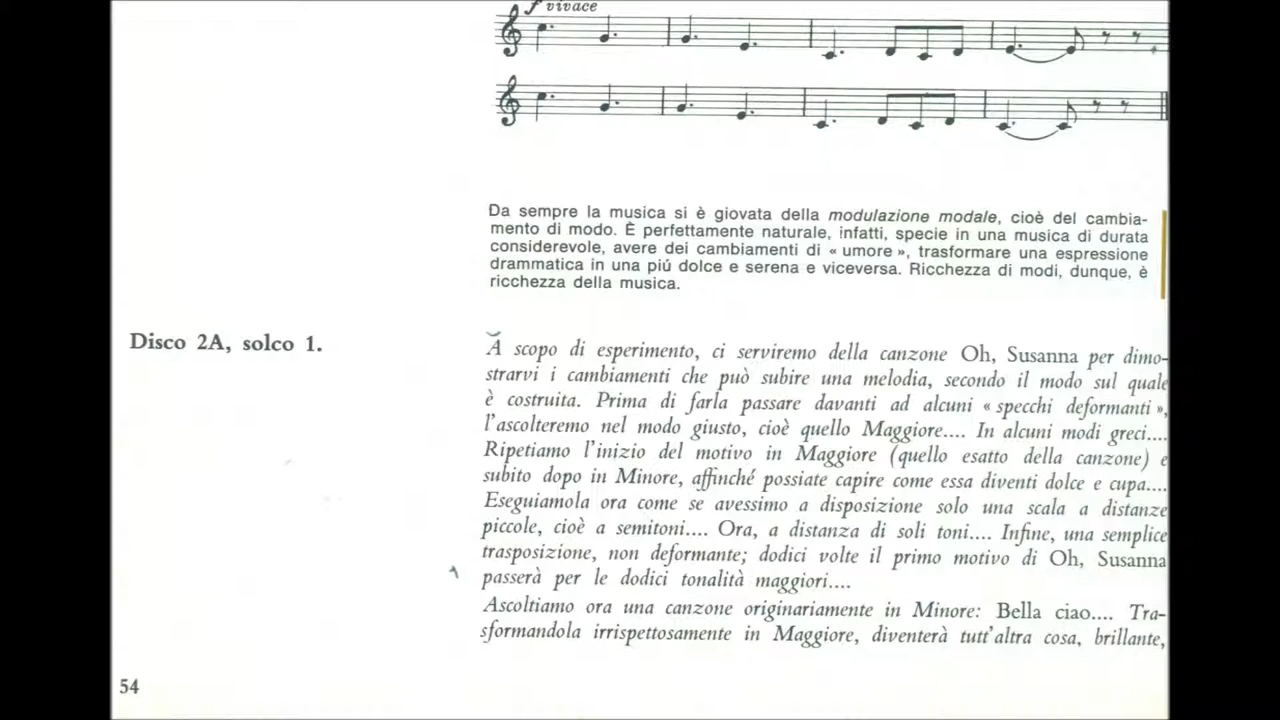 f vivace
Da sempre la musica si è giovata della modulazione modale, cioè del cambia-
mento di modo. È perfettamente naturale, infatti, specie in una musica di durata
considerevole, avere dei cambiamenti di « umore », trasformare una espressione
drammatica in una piú dolce e serena e viceversa. Ricchezza di modi, dunque, è
ricchezza della musica.
Disco 2A, solco 1.
A scopo di esperimento, ci serviremo della canzone Oh, Susanna per dimo-
strarvi i cambiamenti che può subire una melodia, secondo il modo sul quale
è costruita. Prima di farla passare davanti ad alcuni « specchi deformanti »,
l'ascolteremo nel modo giusto, cioè quello Maggiore.... In alcuni modi greci....
Ripetiamo l'inizio del motivo in Maggiore (quello esatto della canzone) e
subito dopo in Minore, affinché possiate capire come essa diventi dolce e cupa....
Eseguiamola ora come se avessimo a disposizione solo una scala a distanze
piccole, cioè a semitoni.... Ora, a distanza di soli toni.... Infine, una semplice
trasposizione, non deformante; dodici volte il primo motivo di Oh, Susanna
passerà per le dodici tonalità maggiori....
Ascoltiamo ora una canzone originariamente in Minore: Bella ciao.... Tra-
sformandola irrispettosamente in Maggiore, diventerà tutt'altra cosa, brillante,
54